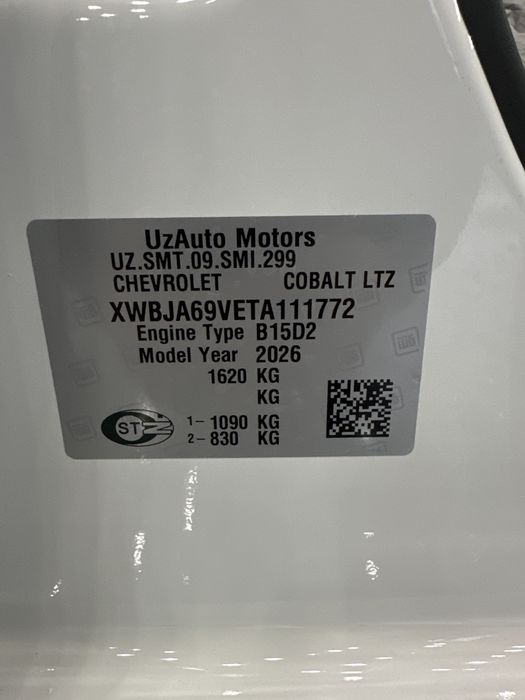 UzAuto Motors
UZ.SMT.09.SMI.299
CHEVROLET COBALT LTZ
XWBJA69VETA111772
Engine Type B15D2
Model Year 2026
1620 KG
KG
ST
1- 1090 KG
2- 830 KG